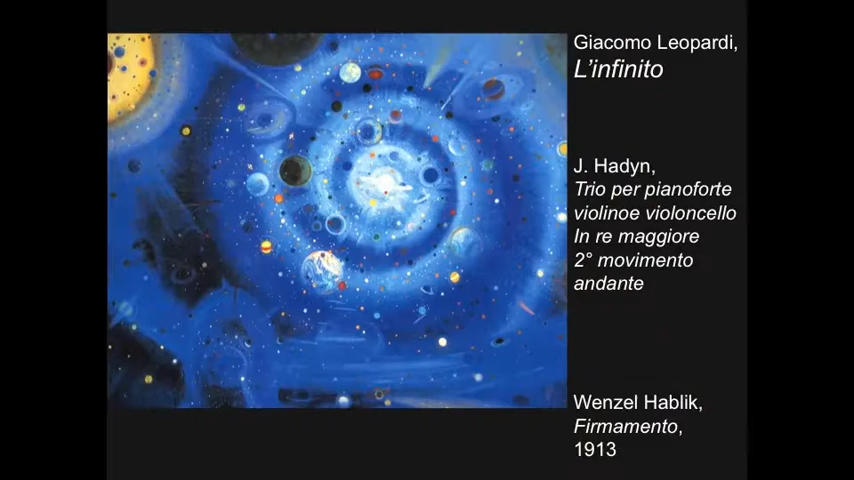 Giacomo Leopardi,
L'infinito
J. Hadyn,
Trio per pianoforte
violinoe violoncello
In re maggiore
2° movimento
andante
Wenzel Hablik,
Firmamento,
1913